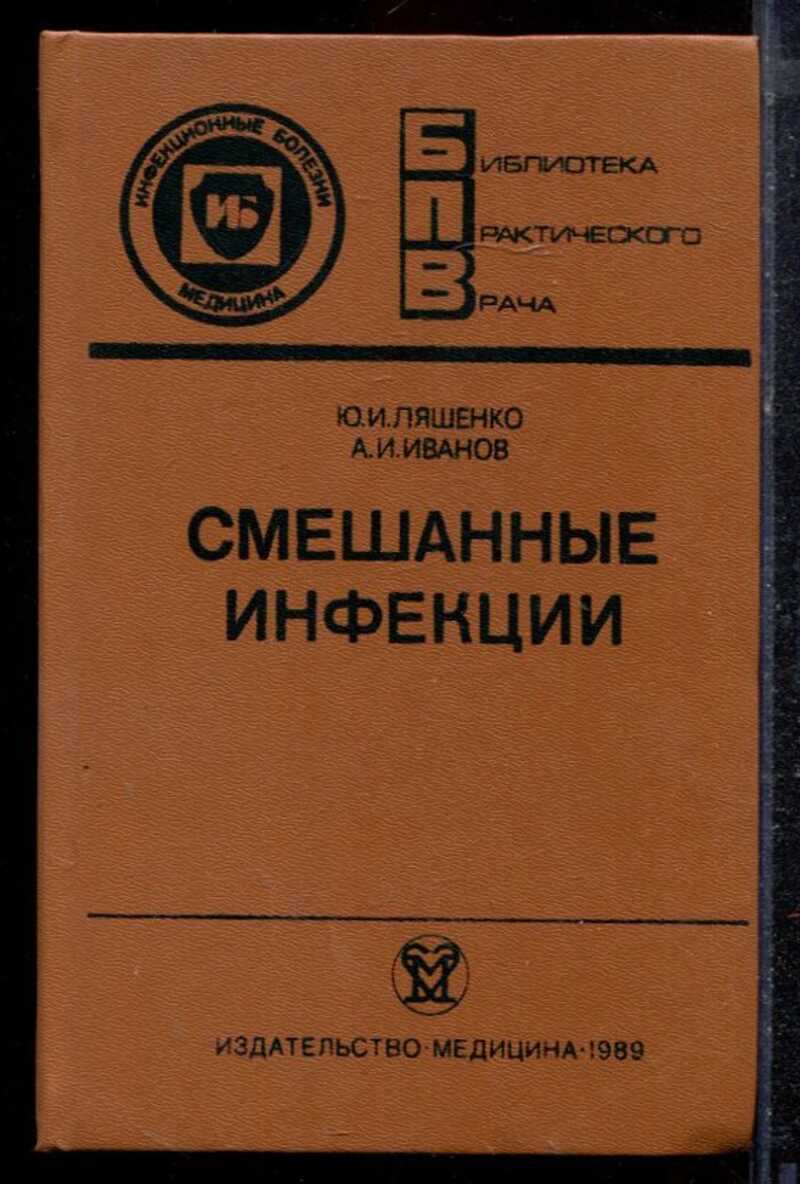 ИНФЕКЦИОННЫЕ БОЛЕЗНИ
ИБ
МЕДИЦИНА
БИБЛИОТЕКА
ПРАКТИЧЕСКОГО
ВРАЧА
Ю.И.ЛЯШЕНКО
А.И.ИВАНОВ
СМЕШАННЫЕ
ИНФЕКЦИИ
М
ИЗДАТЕЛЬСТВО·МЕДИЦИНА·1989